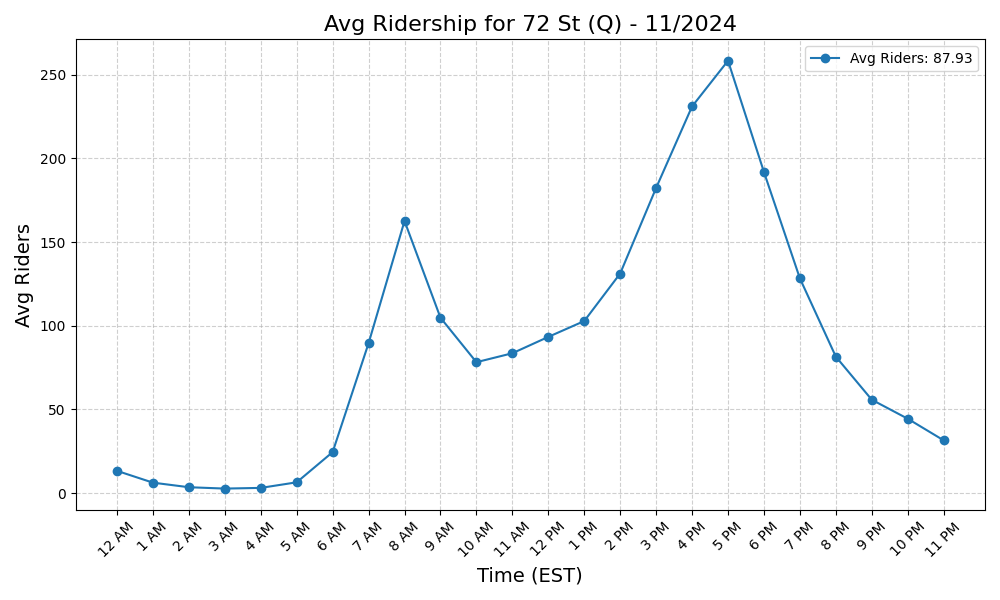 Avg Ridership for 72 St (Q) - 11/2024
Avg Riders: 87.93
Avg Riders
250
200
150
100
50
0
12 AM
1 AM
2 AM
3 AM
4 AM
5 AM
6 AM
7 AM
8 AM
9 AM
10 AM
11 AM
12 PM
1 PM
2 PM
3 PM
4 PM
5 PM
6 PM
7 PM
8 PM
9 PM
10 PM
11 PM
Time (EST)